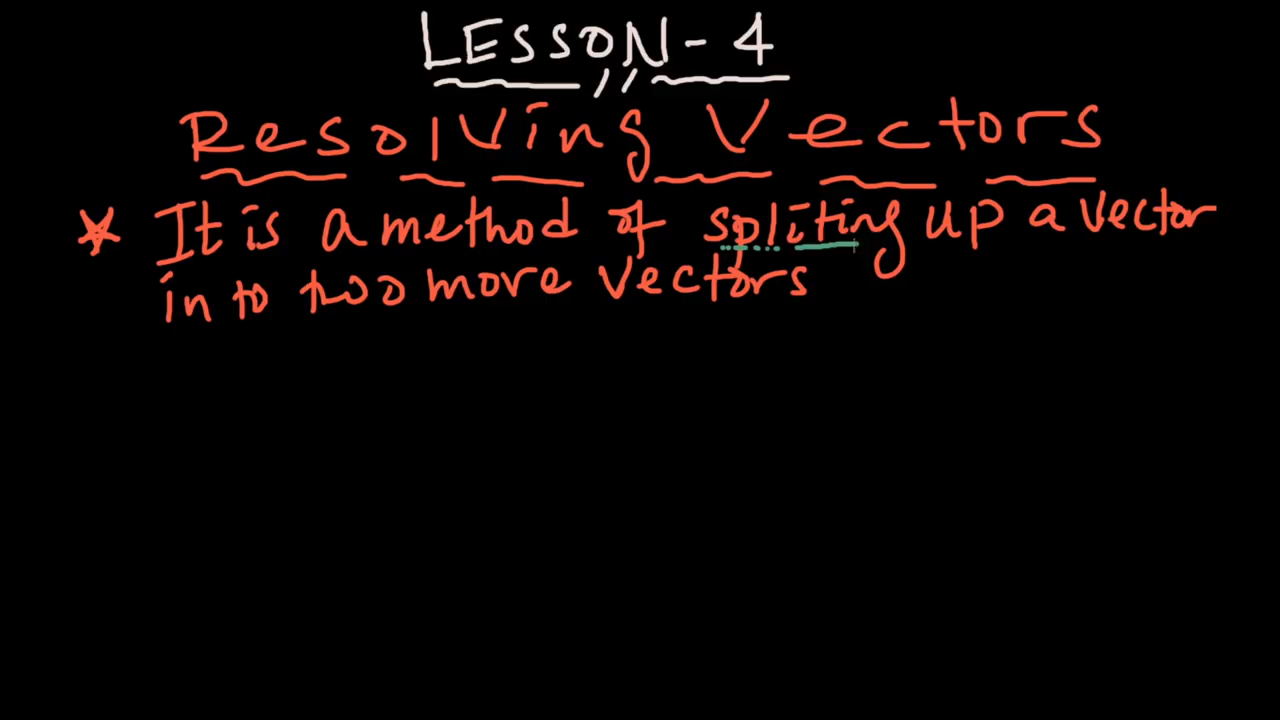 LESSON-4
Resolving Vectors
It is a method of spliting up a vector
in to two more vectors